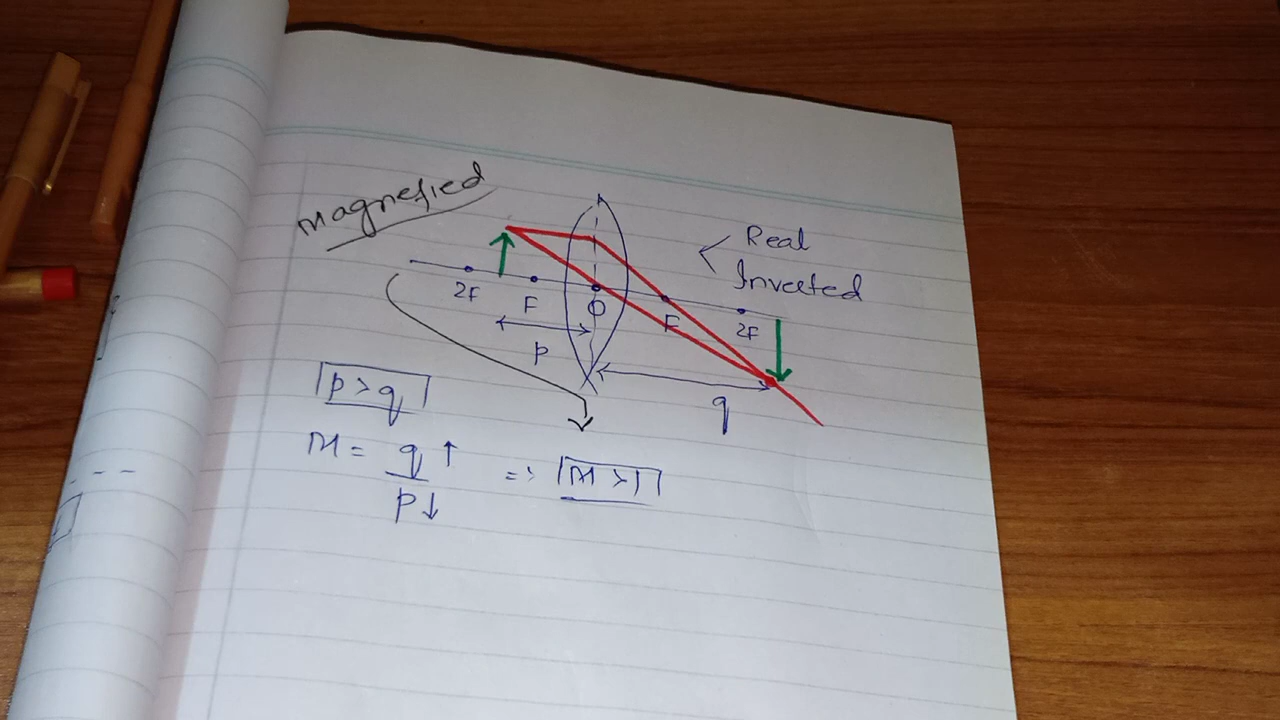 Magnefied
Real
Inverted
2F F O F 2F
p
q
p > q
M = q ↑ / p ↓ => M > 1